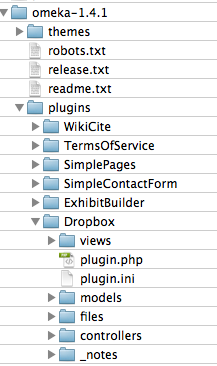 omeka-1.4.1
themes
robots.txt
release.txt
readme.txt
plugins
WikiCite
TermsOfService
SimplePages
SimpleContactForm
ExhibitBuilder
Dropbox
views
plugin.php
plugin.ini
models
files
controllers
_notes